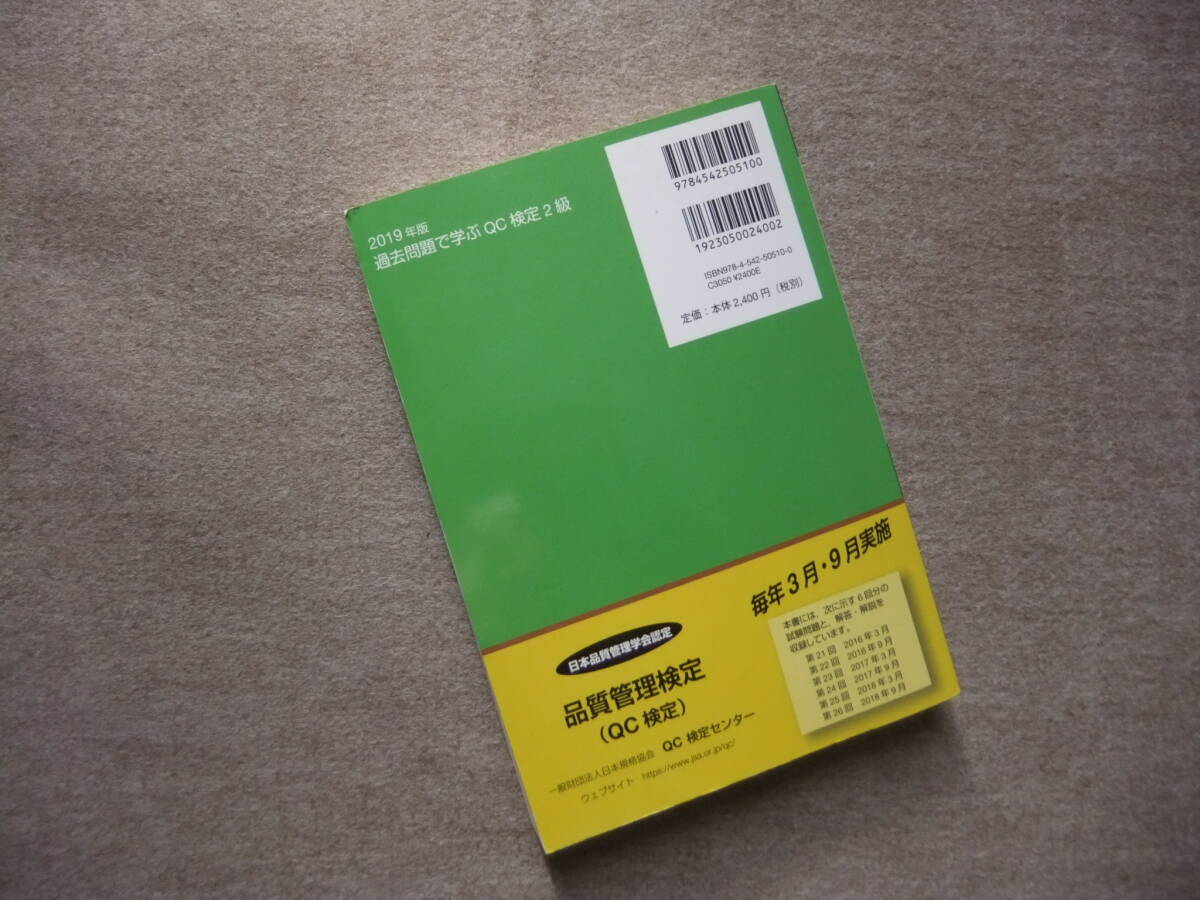 2019年版
過去問題で学ぶQC検定2級
9784542505100
1923050024002
ISBN978-4-542-50510-0
C3050 ¥2400E
定価：本体2,400円（税別）
毎年3月・9月実施
本書には、次に示す6回分の
試験問題と、解答・解説を
収録しています。
第21回 2016年3月
第22回 2016年9月
第23回 2017年3月
第24回 2017年9月
第25回 2018年3月
第26回 2018年9月
日本品質管理学会認定
品質管理検定
（QC検定）
一般財団法人日本規格協会 QC検定センター
ウェブサイト https://www.jsa.or.jp/qc/